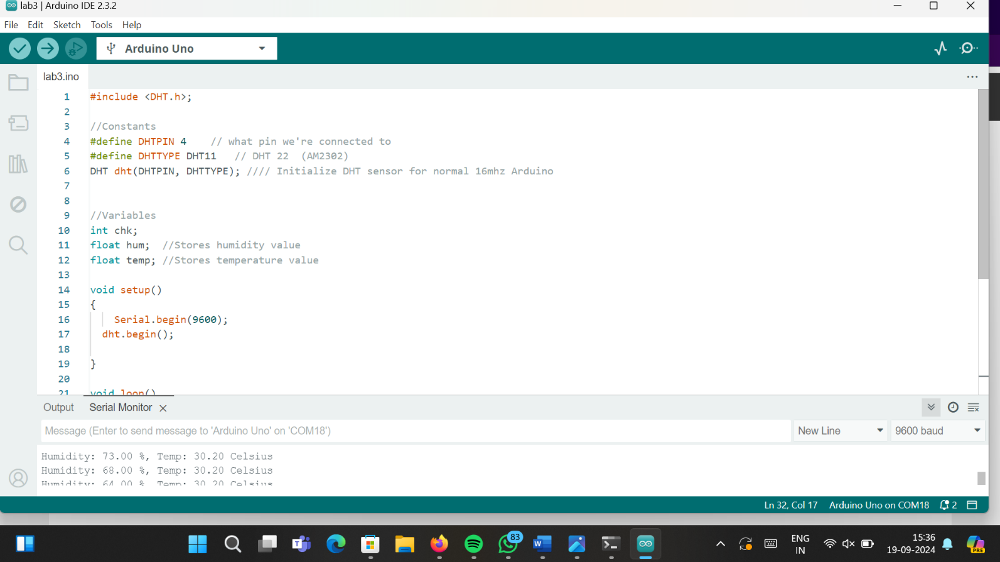 lab3 | Arduino IDE 2.3.2
File Edit Sketch Tools Help
Arduino Uno
lab3.ino
1 #include <DHT.h>;
2
3 //Constants
4 #define DHTPIN 4    // what pin we're connected to
5 #define DHTTYPE DHT11   // DHT 22  (AM2302)
6 DHT dht(DHTPIN, DHTTYPE); //// Initialize DHT sensor for normal 16mhz Arduino
7
8
9 //Variables
10 int chk;
11 float hum;  //Stores humidity value
12 float temp; //Stores temperature value
13
14 void setup()
15 {
16     Serial.begin(9600);
17   dht.begin();
18
19 }
20
21 void loop()
Output Serial Monitor
Message (Enter to send message to 'Arduino Uno' on 'COM18')
New Line
9600 baud
Humidity: 73.00 %, Temp: 30.20 Celsius
Humidity: 68.00 %, Temp: 30.20 Celsius
Humidity: 64.00 %, Temp: 30.20 Celsius
Ln 32, Col 17 Arduino Uno on COM18 2
83
ENG
IN
15:36
19-09-2024
PRE